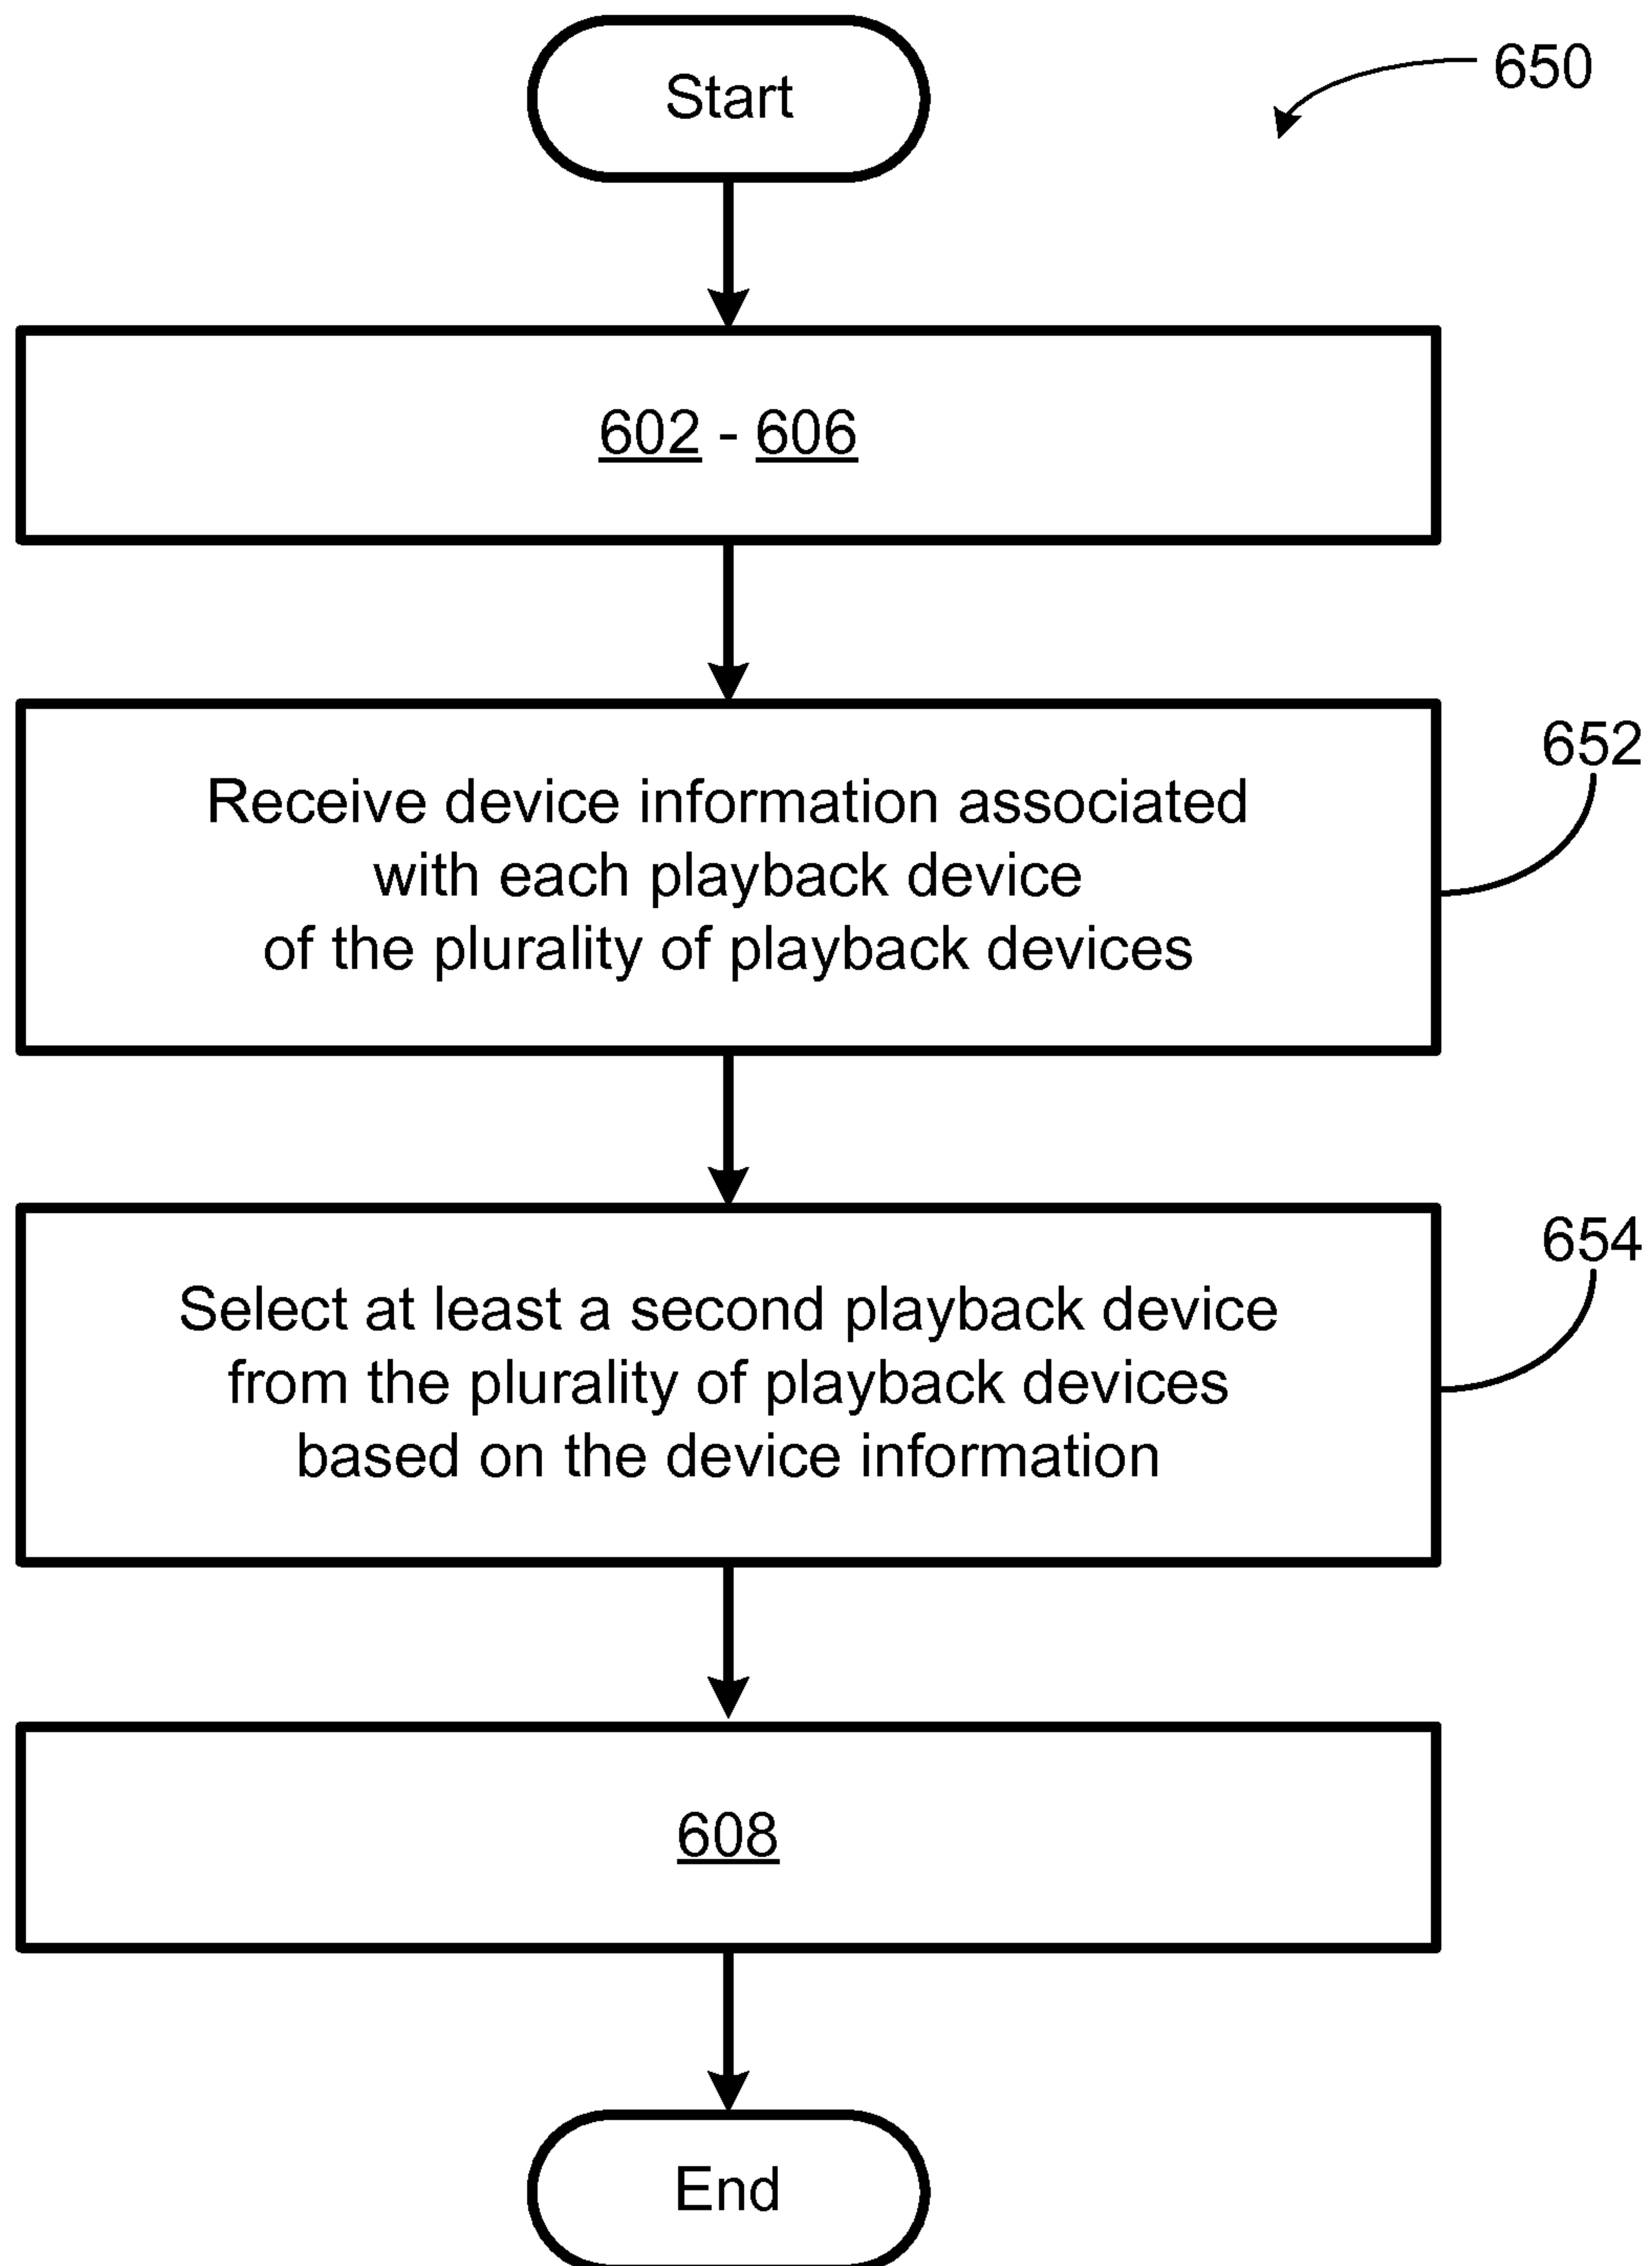 Start
650
602 - 606
652
Receive device information associated
with each playback device
of the plurality of playback devices
654
Select at least a second playback device
from the plurality of playback devices
based on the device information
608
End